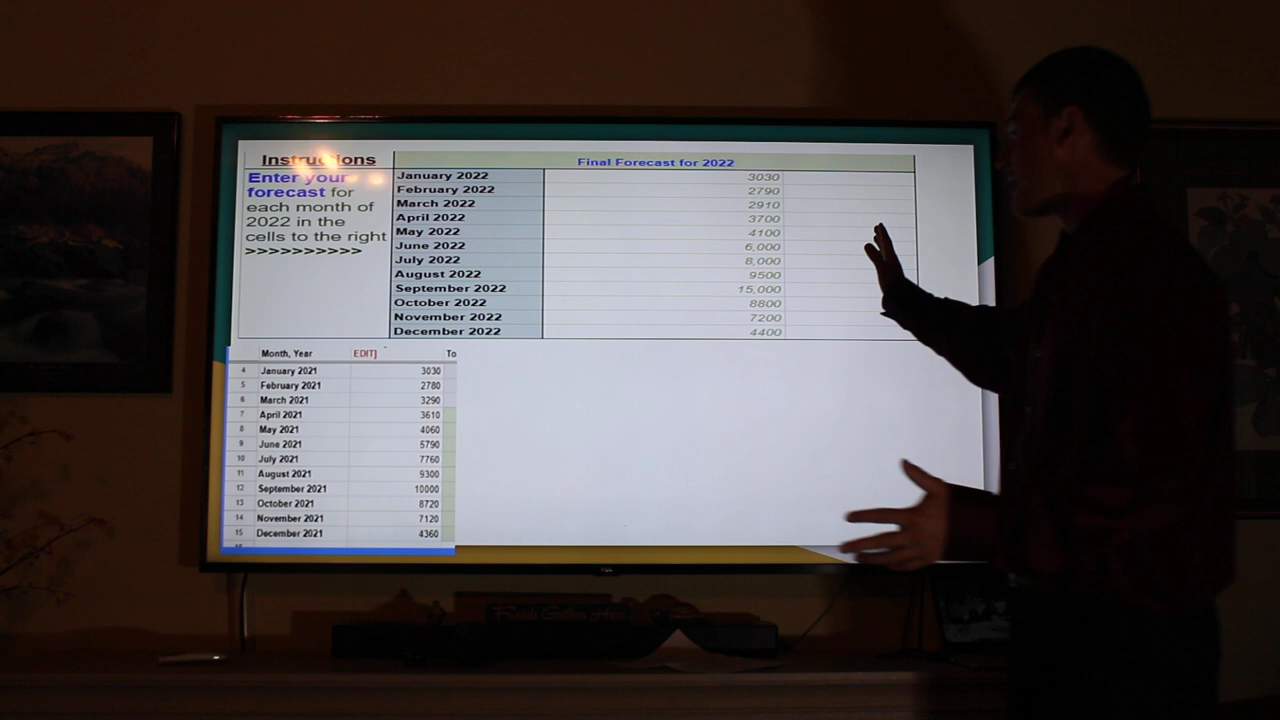 Instructions
Enter your
forecast for
each month of
2022 in the
cells to the right
>>>>>>>>>>
Final Forecast for 2022
January 2022 3030
February 2022 2790
March 2022 2910
April 2022 3700
May 2022 4100
June 2022 6,000
July 2022 8,000
August 2022 9500
September 2022 15,000
October 2022 8800
November 2022 7200
December 2022 4400
Month, Year EDIT] To
4 January 2021 3030
5 February 2021 2780
6 March 2021 3290
7 April 2021 3610
8 May 2021 4060
9 June 2021 5790
10 July 2021 7760
11 August 2021 9300
12 September 2021 10000
13 October 2021 8720
14 November 2021 7120
15 December 2021 4360
Friends Gather Here